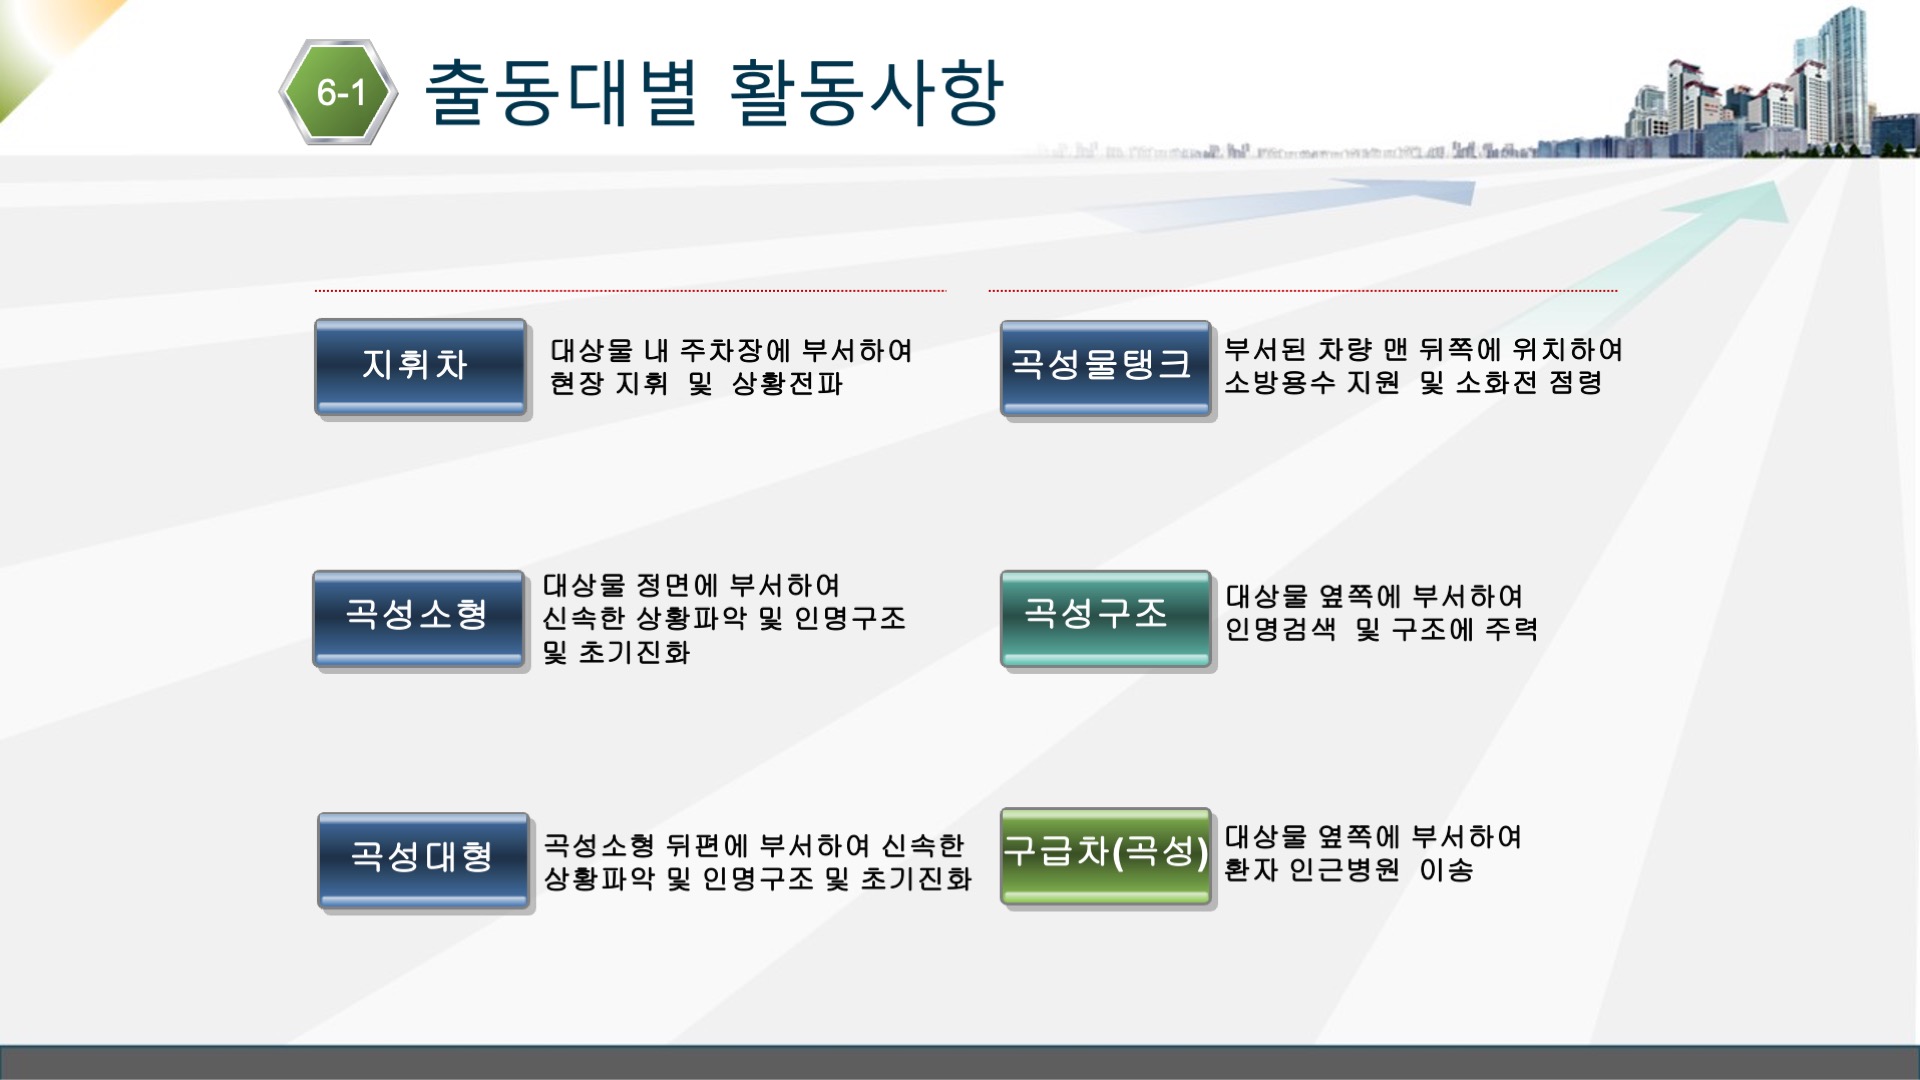 6-1
출동대별 활동사항
지휘차
대상물 내 주차장에 부서하여
현장 지휘 및 상황전파
곡성물탱크
부서된 차량 맨 뒤쪽에 위치하여
소방용수 지원 및 소화전 점령
곡성소형
대상물 정면에 부서하여
신속한 상황파악 및 인명구조
및 초기진화
곡성구조
대상물 옆쪽에 부서하여
인명검색 및 구조에 주력
곡성대형
곡성소형 뒤편에 부서하여 신속한
상황파악 및 인명구조 및 초기진화
구급차(곡성)
대상물 옆쪽에 부서하여
환자 인근병원 이송